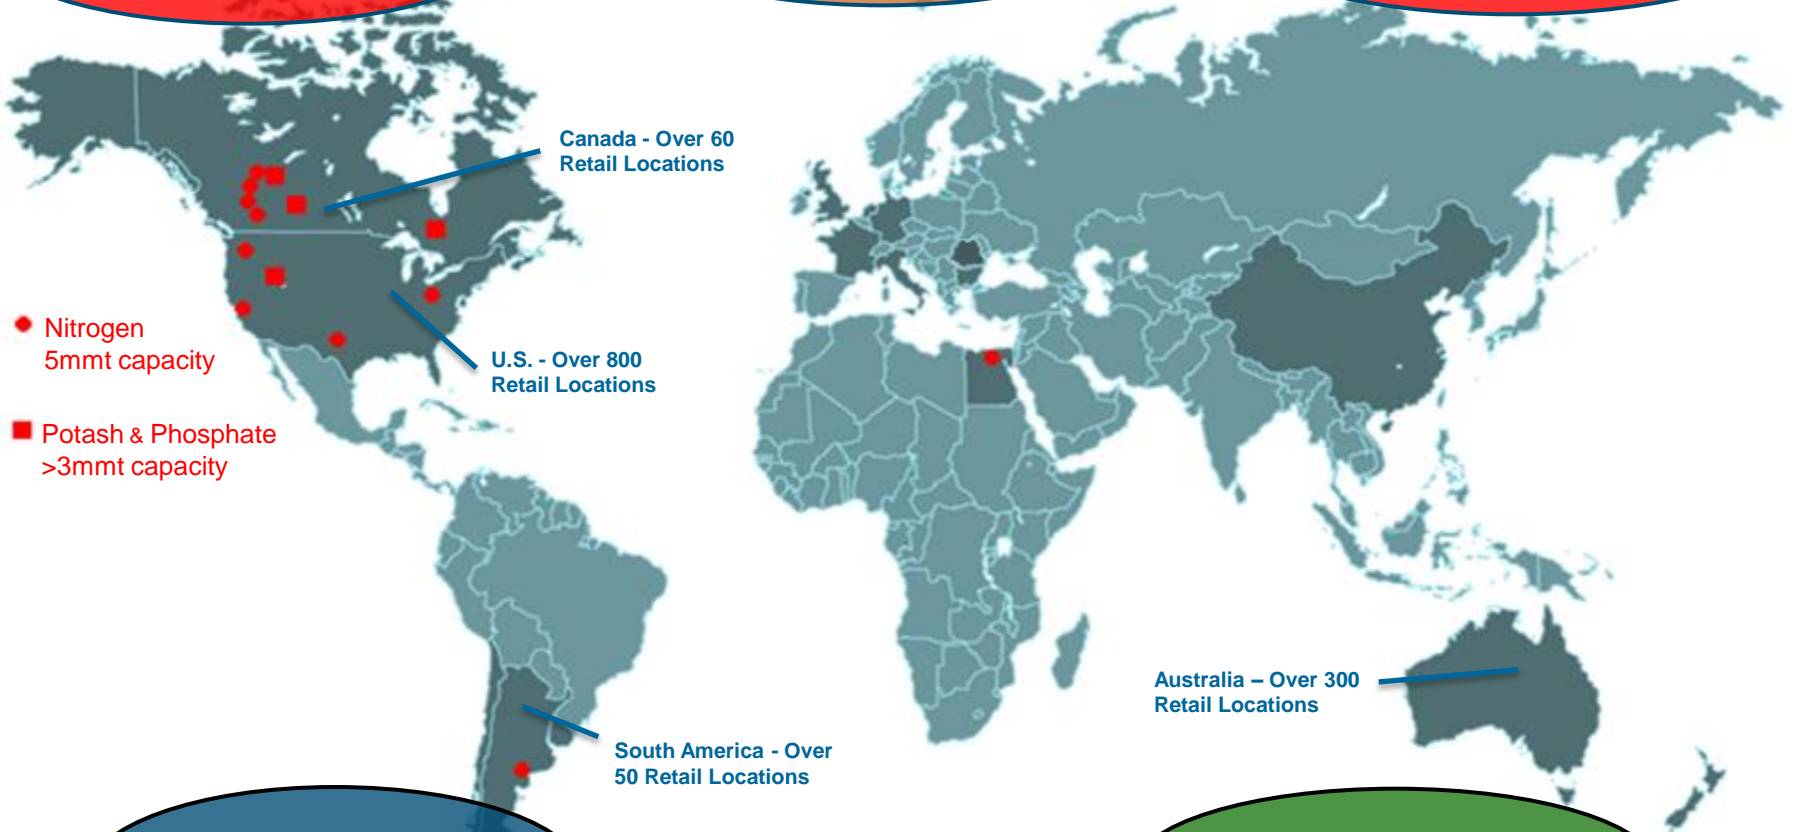 Canada - Over 60
Retail Locations
Nitrogen
5mmt capacity
U.S. - Over 800
Retail Locations
Potash & Phosphate
>3mmt capacity
Australia – Over 300
Retail Locations
South America - Over
50 Retail Locations